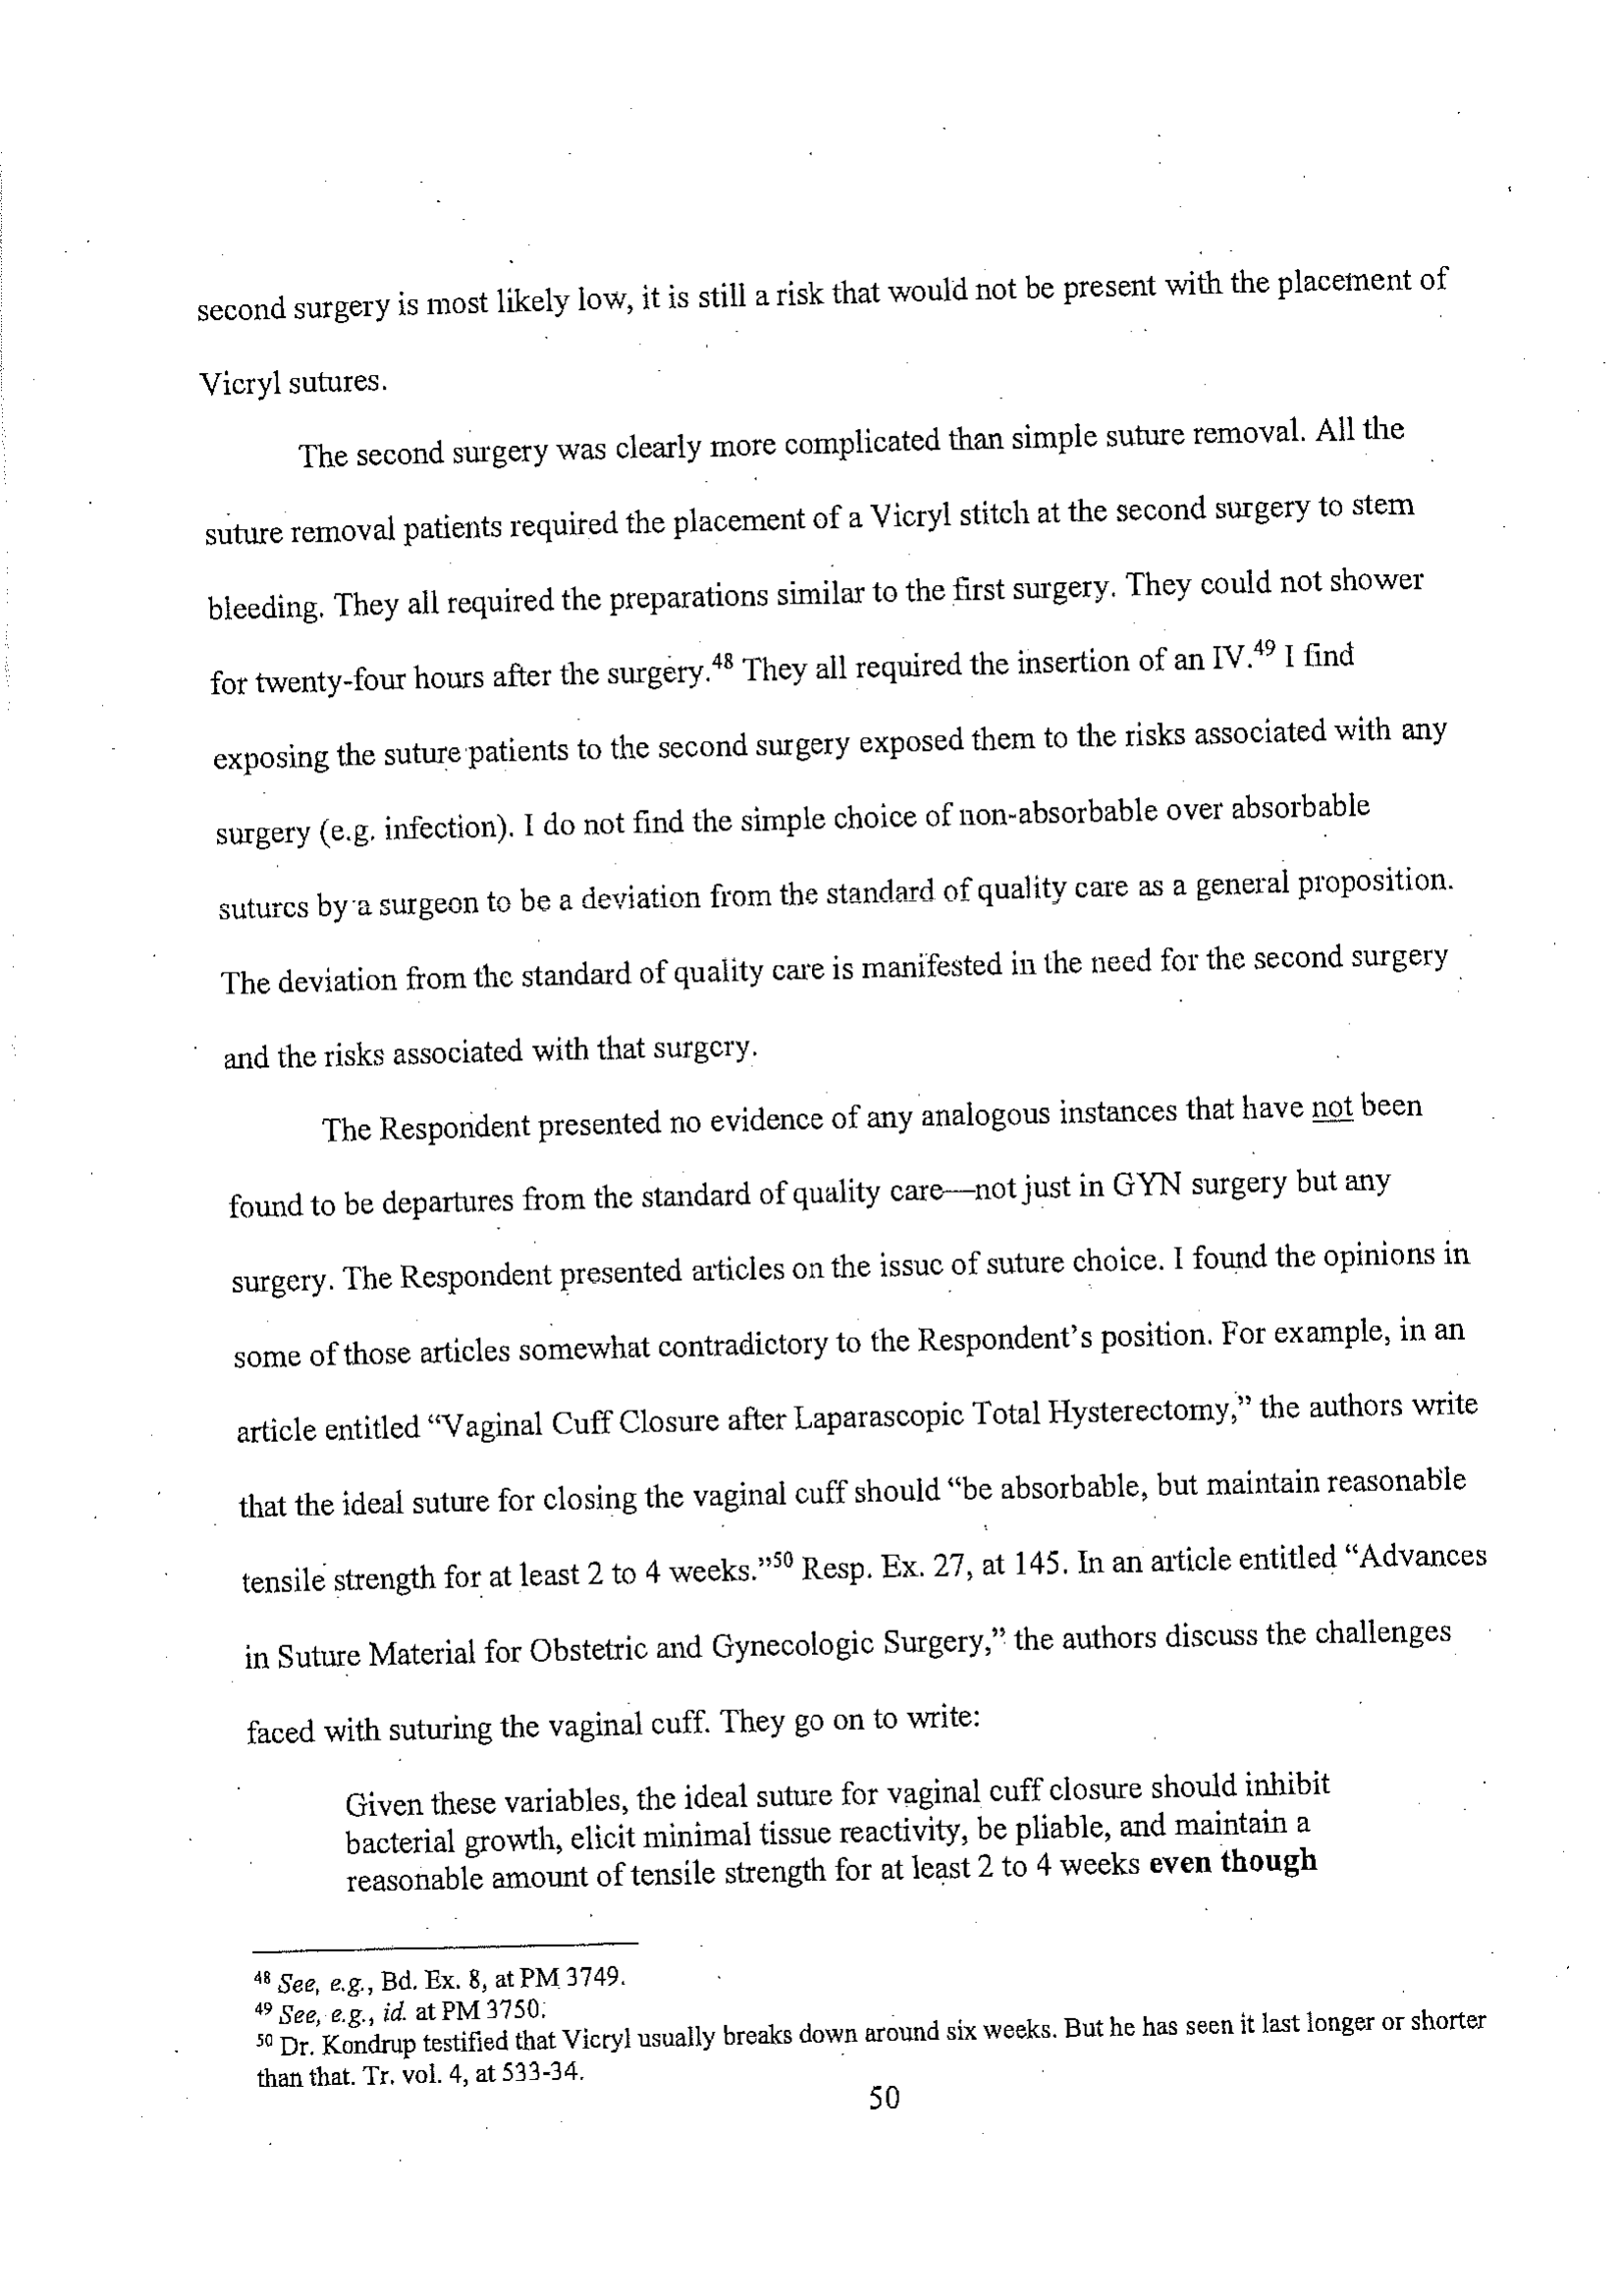 second surgery is most likely low, it is still a risk that would not be present with the placement of
Vicryl sutures.
The second surgery was clearly more complicated than simple suture removal. All the
suture removal patients required the placement of a Vicryl stitch at the second surgery to stem
bleeding. They all required the preparations similar to the first surgery. They could not shower
for twenty-four hours after the surgery.48 They all required the insertion of an IV.49 I find
exposing the suture patients to the second surgery exposed them to the risks associated with any
surgery (e.g. infection). I do not find the simple choice of non-absorbable over absorbable
sutures by a surgeon to be a deviation from the standard of quality care as a general proposition.
The deviation from the standard of quality care is manifested in the need for the second surgery
and the risks associated with that surgery.
The Respondent presented no evidence of any analogous instances that have not been
found to be departures from the standard of quality care—not just in GYN surgery but any
surgery. The Respondent presented articles on the issue of suture choice. I found the opinions in
some of those articles somewhat contradictory to the Respondent's position. For example, in an
article entitled “Vaginal Cuff Closure after Laparascopic Total Hysterectomy,” the authors write
that the ideal suture for closing the vaginal cuff should “be absorbable, but maintain reasonable
tensile strength for at least 2 to 4 weeks.”50 Resp. Ex. 27, at 145. In an article entitled “Advances
in Suture Material for Obstetric and Gynecologic Surgery,” the authors discuss the challenges
faced with suturing the vaginal cuff. They go on to write:
Given these variables, the ideal suture for vaginal cuff closure should inhibit
bacterial growth, elicit minimal tissue reactivity, be pliable, and maintain a
reasonable amount of tensile strength for at least 2 to 4 weeks even though
48 See, e.g., Bd. Ex. 8, at PM 3749.
49 See, e.g., id. at PM 3750.
50 Dr. Kondrup testified that Vicryl usually breaks down around six weeks. But he has seen it last longer or shorter
than that. Tr. vol. 4, at 533-34.
50